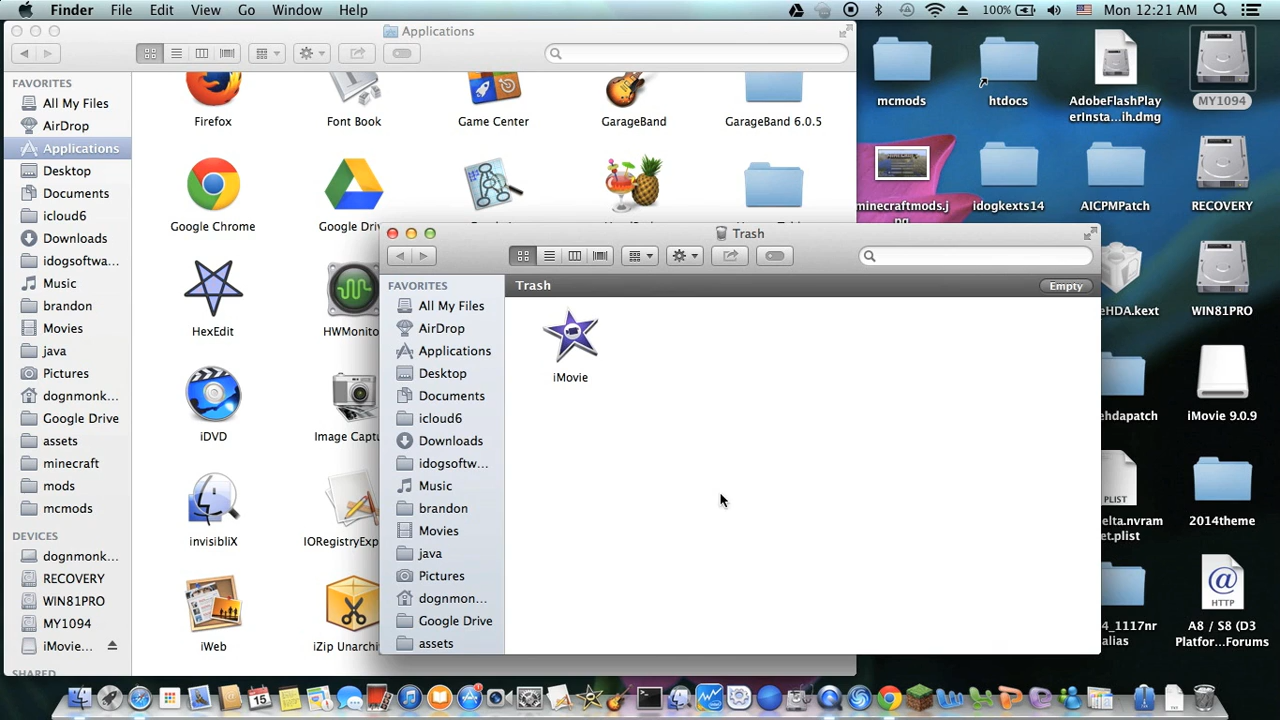 Finder File Edit View Go Window Help 100% Mon 12:21 AM
Applications
FAVORITES
All My Files
AirDrop
Applications
Desktop
Documents
icloud6
Downloads
idogsoftwa...
Music
brandon
Movies
java
Pictures
dognmonk...
Google Drive
assets
minecraft
mods
mcmods
DEVICES
dognmonk...
RECOVERY
WIN81PRO
MY1094
iMovie...
SHARED
Firefox
Font Book
Game Center
GarageBand
GarageBand 6.0.5
Google Chrome
Google Dri
HexEdit
HWMonito
iDVD
Image Captu
invisibliX
IORegistryExp
iWeb
iZip Unarchi
Trash
FAVORITES
All My Files
AirDrop
Applications
Desktop
Documents
icloud6
Downloads
idogsoftw...
Music
brandon
Movies
java
Pictures
dognmon...
Google Drive
assets
Trash
Empty
iMovie
mcmods
htdocs
AdobeFlashPlay
erInsta...ih.dmg
MY1094
minecraftmods.j
idogkexts14
AICPMPatch
RECOVERY
eHDA.kext
WIN81PRO
ehdapatch
iMovie 9.0.9
PLIST
elta.nvram
et.plist
2014theme
4_1117nr
alias
HTTP
A8 / S8 (D3
Platfor...Forums
15